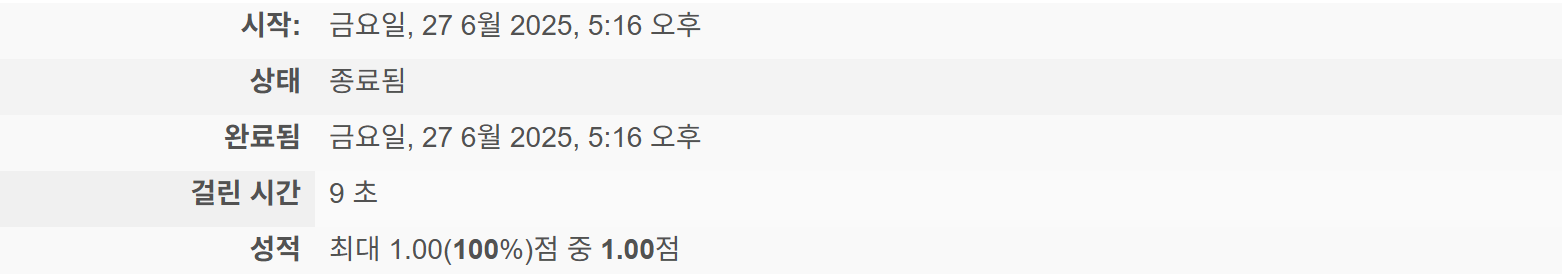 시작: 금요일, 27 6월 2025, 5:16 오후
상태 종료됨
완료됨 금요일, 27 6월 2025, 5:16 오후
걸린 시간 9 초
성적 최대 1.00(100%)점 중 1.00점